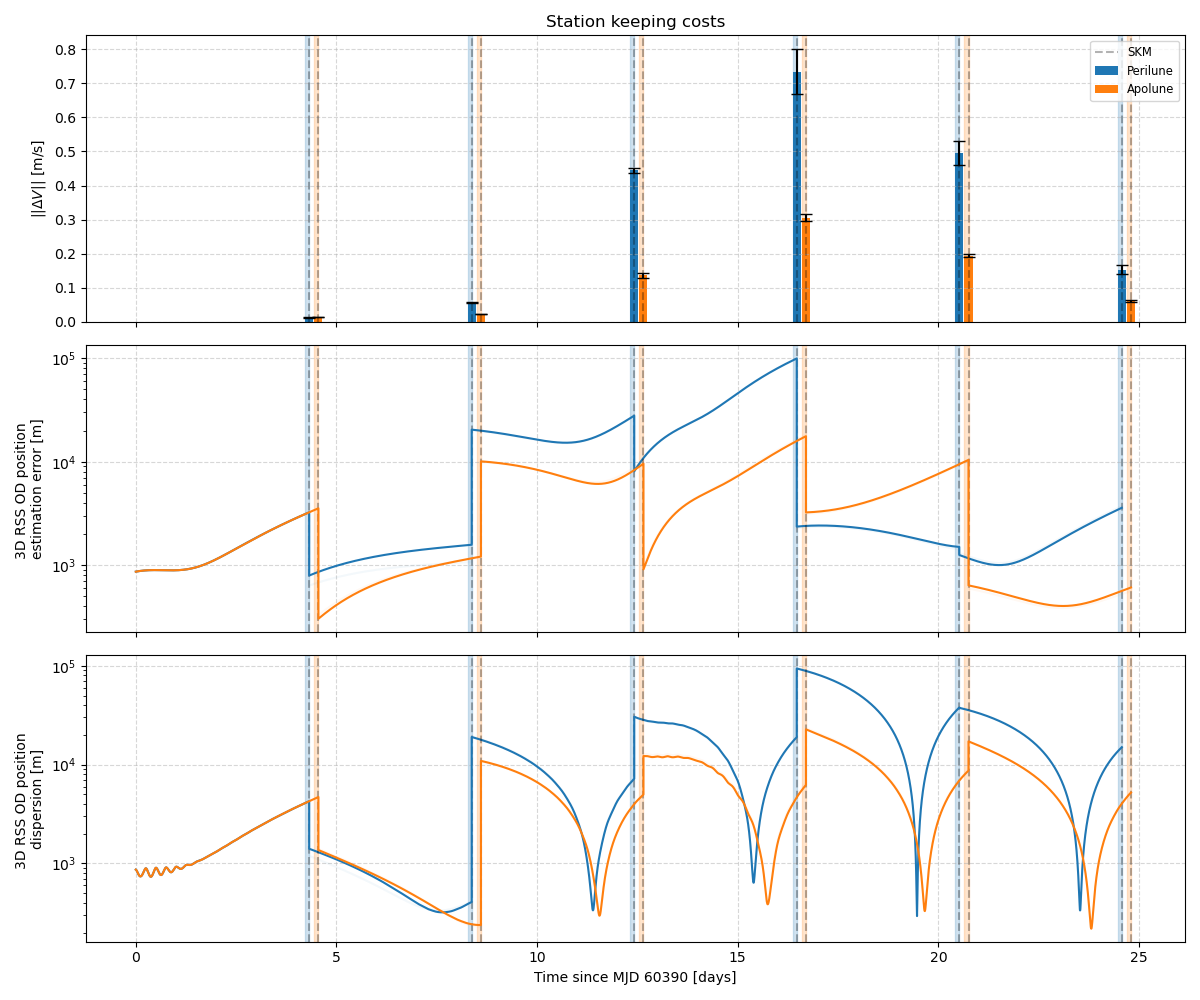 Station keeping costs
||ΔV|| [m/s]
0.8
0.7
0.6
0.5
0.4
0.3
0.2
0.1
0.0
SKM
Perilune
Apolune
3D RSS OD position
estimation error [m]
10⁵
10⁴
10³
3D RSS OD position
dispersion [m]
10⁵
10⁴
10³
0 5 10 15 20 25
Time since MJD 60390 [days]